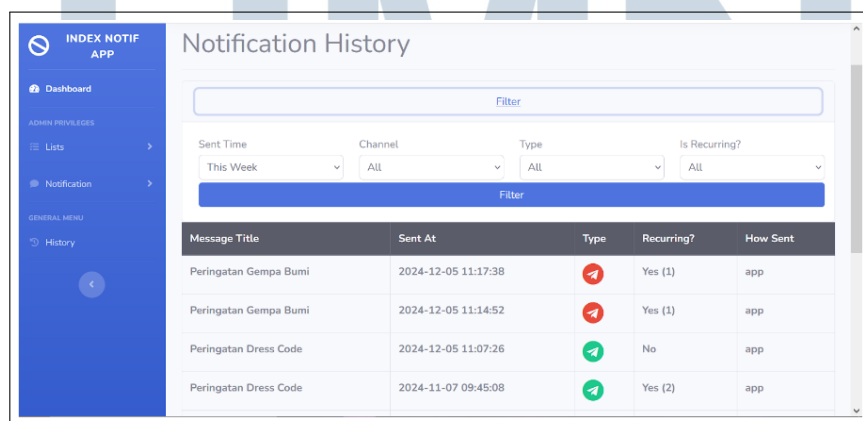 INDEX NOTIF
APP
Dashboard
ADMIN PRIVILEGES
Lists
Notification
GENERAL MENU
History
Notification History
Filter
Sent Time Channel Type Is Recurring?
This Week All All All
Filter
Message Title Sent At Type Recurring? How Sent
Peringatan Gempa Bumi 2024-12-05 11:17:38 Yes (1) app
Peringatan Gempa Bumi 2024-12-05 11:14:52 Yes (1) app
Peringatan Dress Code 2024-12-05 11:07:26 No app
Peringatan Dress Code 2024-11-07 09:45:08 Yes (2) app